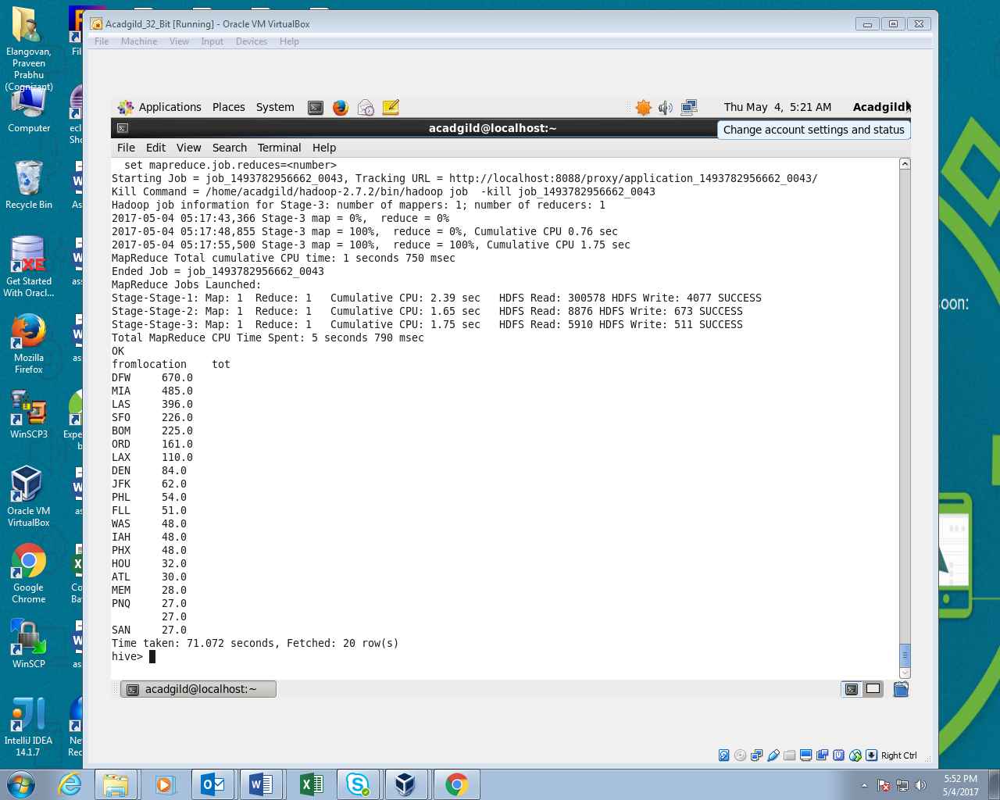 Acadgild_32_Bit [Running] - Oracle VM VirtualBox
File Machine View Input Devices Help
Applications Places System
Thu May 4, 5:21 AM Acadgild
acadgild@localhost:~
Change account settings and status
File Edit View Search Terminal Help
set mapreduce.job.reduces=<number>
Starting Job = job_1493782956662_0043, Tracking URL = http://localhost:8088/proxy/application_1493782956662_0043/
Kill Command = /home/acadgild/hadoop-2.7.2/bin/hadoop job  -kill job_1493782956662_0043
Hadoop job information for Stage-3: number of mappers: 1; number of reducers: 1
2017-05-04 05:17:43,366 Stage-3 map = 0%,  reduce = 0%
2017-05-04 05:17:48,855 Stage-3 map = 100%,  reduce = 0%, Cumulative CPU 0.76 sec
2017-05-04 05:17:55,500 Stage-3 map = 100%,  reduce = 100%, Cumulative CPU 1.75 sec
MapReduce Total cumulative CPU time: 1 seconds 750 msec
Ended Job = job_1493782956662_0043
MapReduce Jobs Launched:
Stage-Stage-1: Map: 1  Reduce: 1   Cumulative CPU: 2.39 sec   HDFS Read: 300578 HDFS Write: 4077 SUCCESS
Stage-Stage-2: Map: 1  Reduce: 1   Cumulative CPU: 1.65 sec   HDFS Read: 8876 HDFS Write: 673 SUCCESS
Stage-Stage-3: Map: 1  Reduce: 1   Cumulative CPU: 1.75 sec   HDFS Read: 5910 HDFS Write: 511 SUCCESS
Total MapReduce CPU Time Spent: 5 seconds 790 msec
OK
fromlocation    tot
DFW     670.0
MIA     485.0
LAS     396.0
SFO     226.0
BOM     225.0
ORD     161.0
LAX     110.0
DEN     84.0
JFK     62.0
PHL     54.0
FLL     51.0
WAS     48.0
IAH     48.0
PHX     48.0
HOU     32.0
ATL     30.0
MEM     28.0
PNQ     27.0
27.0
SAN     27.0
Time taken: 71.072 seconds, Fetched: 20 row(s)
hive>
acadgild@localhost:~
Right Ctrl
Elangovan,
Praveen
Prabhu
(Cognizant)
Computer
Recycle Bin
XE
Get Started
With Oracl...
Mozilla
Firefox
WinSCP3
Oracle VM
VirtualBox
Google
Chrome
WinSCP
IntelliJ IDEA
14.1.7
Fil
ecl
Sho
As
ass
as
Expe
b
as
Co
Bat
as
Net
Rec
oon:
5:52 PM
5/4/2017